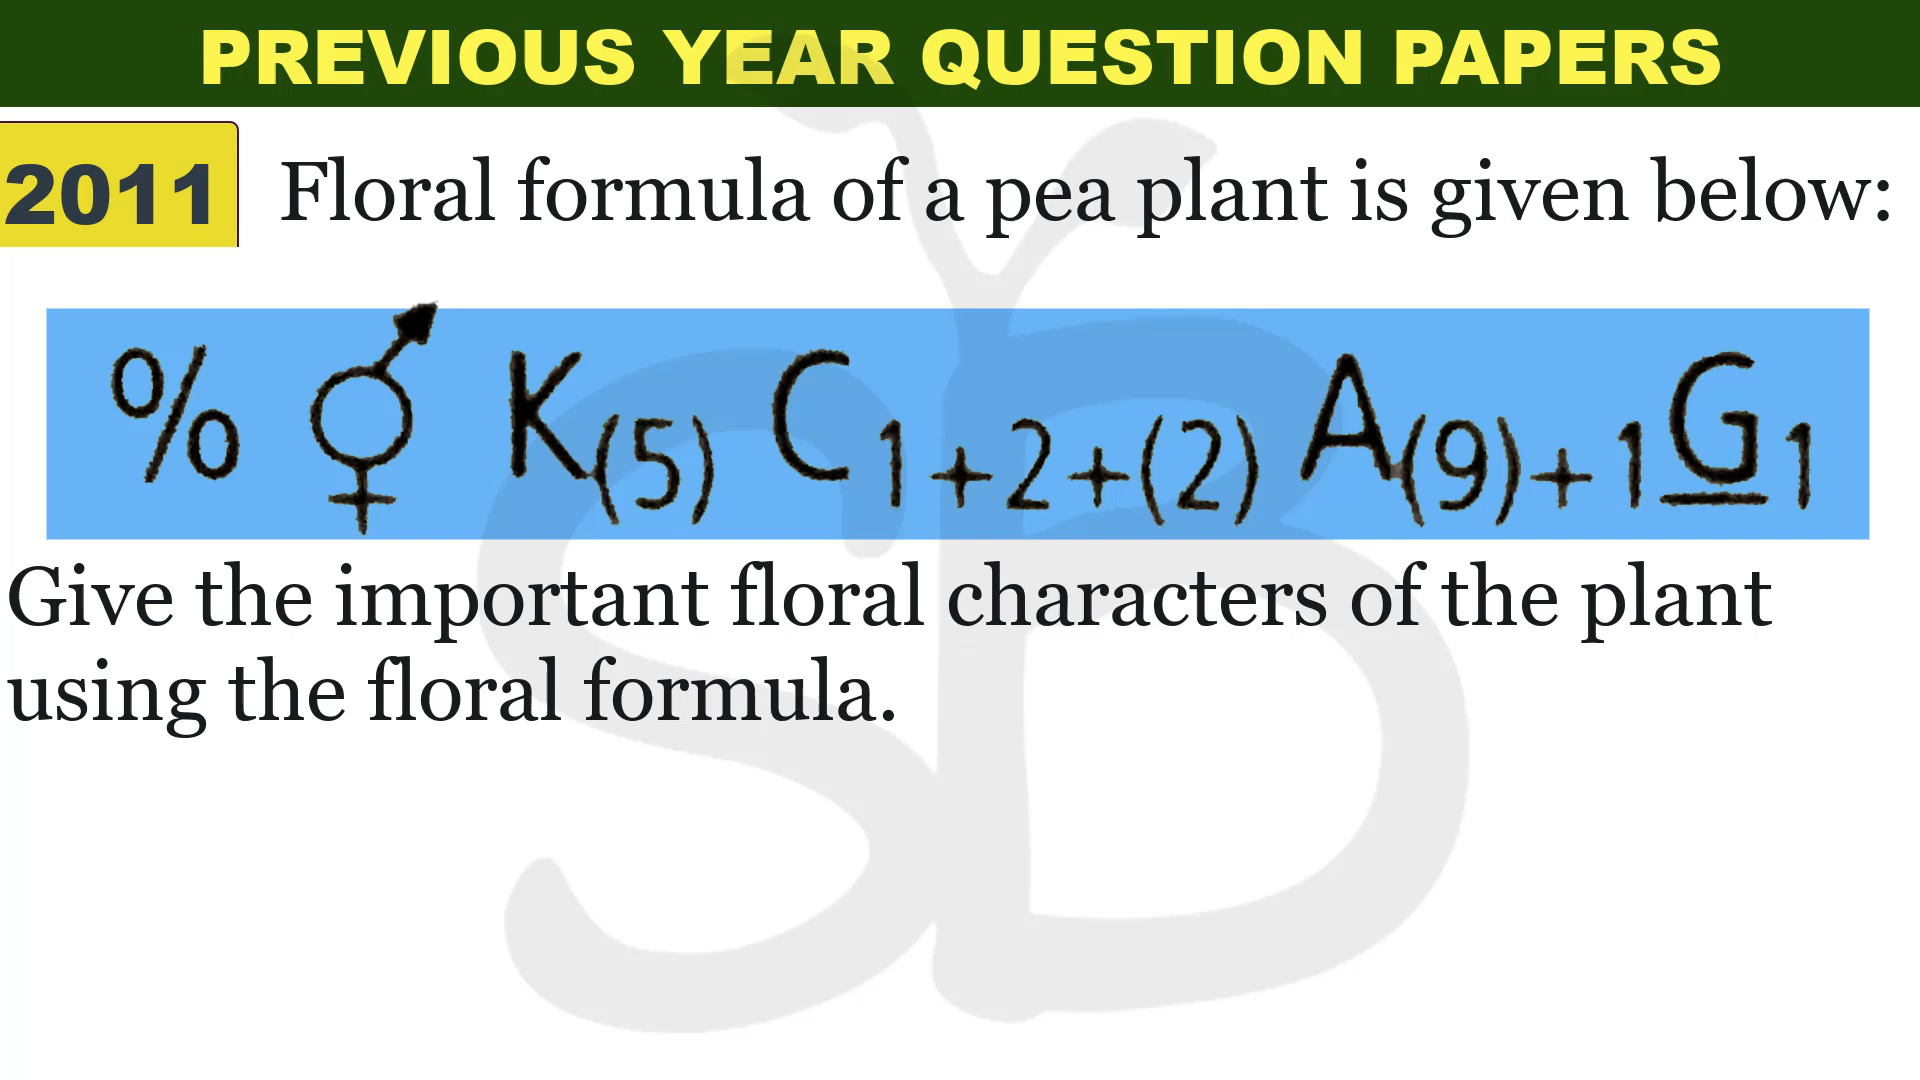 PREVIOUS YEAR QUESTION PAPERS
2011
Floral formula of a pea plant is given below:
% ⚥ K(5) C1+2+(2) A(9)+1 G1
Give the important floral characters of the plant
using the floral formula.
SB